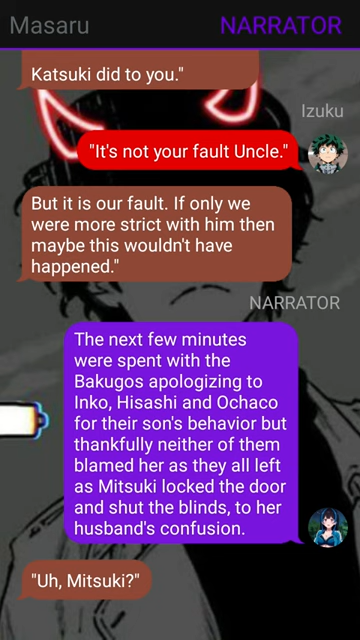 Masaru
NARRATOR
Katsuki did to you."
Izuku
"It's not your fault Uncle."
But it is our fault. If only we
were more strict with him then
maybe this wouldn't have
happened."
NARRATOR
The next few minutes
were spent with the
Bakugos apologizing to
Inko, Hisashi and Ochaco
for their son's behavior but
thankfully neither of them
blamed her as they all left
as Mitsuki locked the door
and shut the blinds, to her
husband's confusion.
"Uh, Mitsuki?"